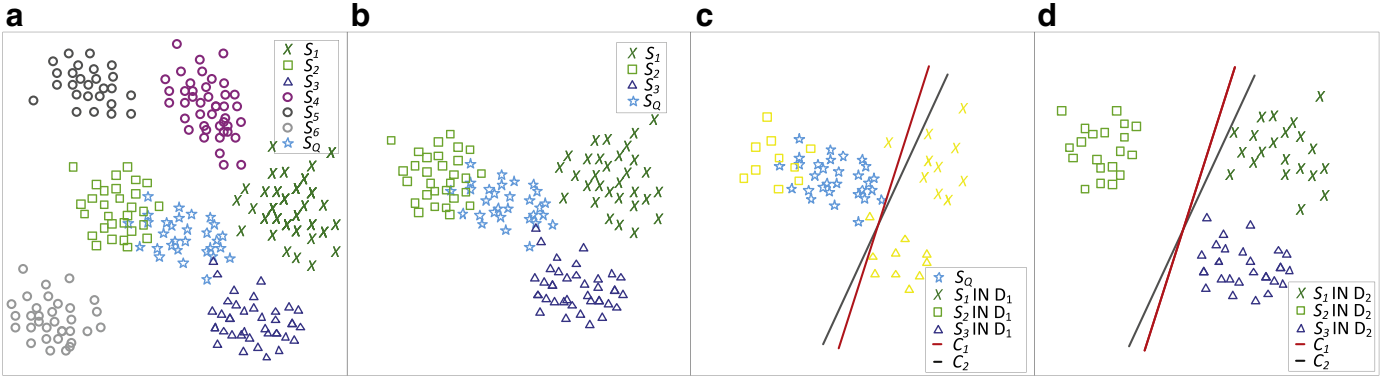 a
S1
S2
S3
S4
S5
S6
SQ
b
S1
S2
S3
SQ
c
SQ
S1 IN D1
S2 IN D1
S3 IN D1
C1
C2
d
S1 IN D2
S2 IN D2
S3 IN D2
C1
C2